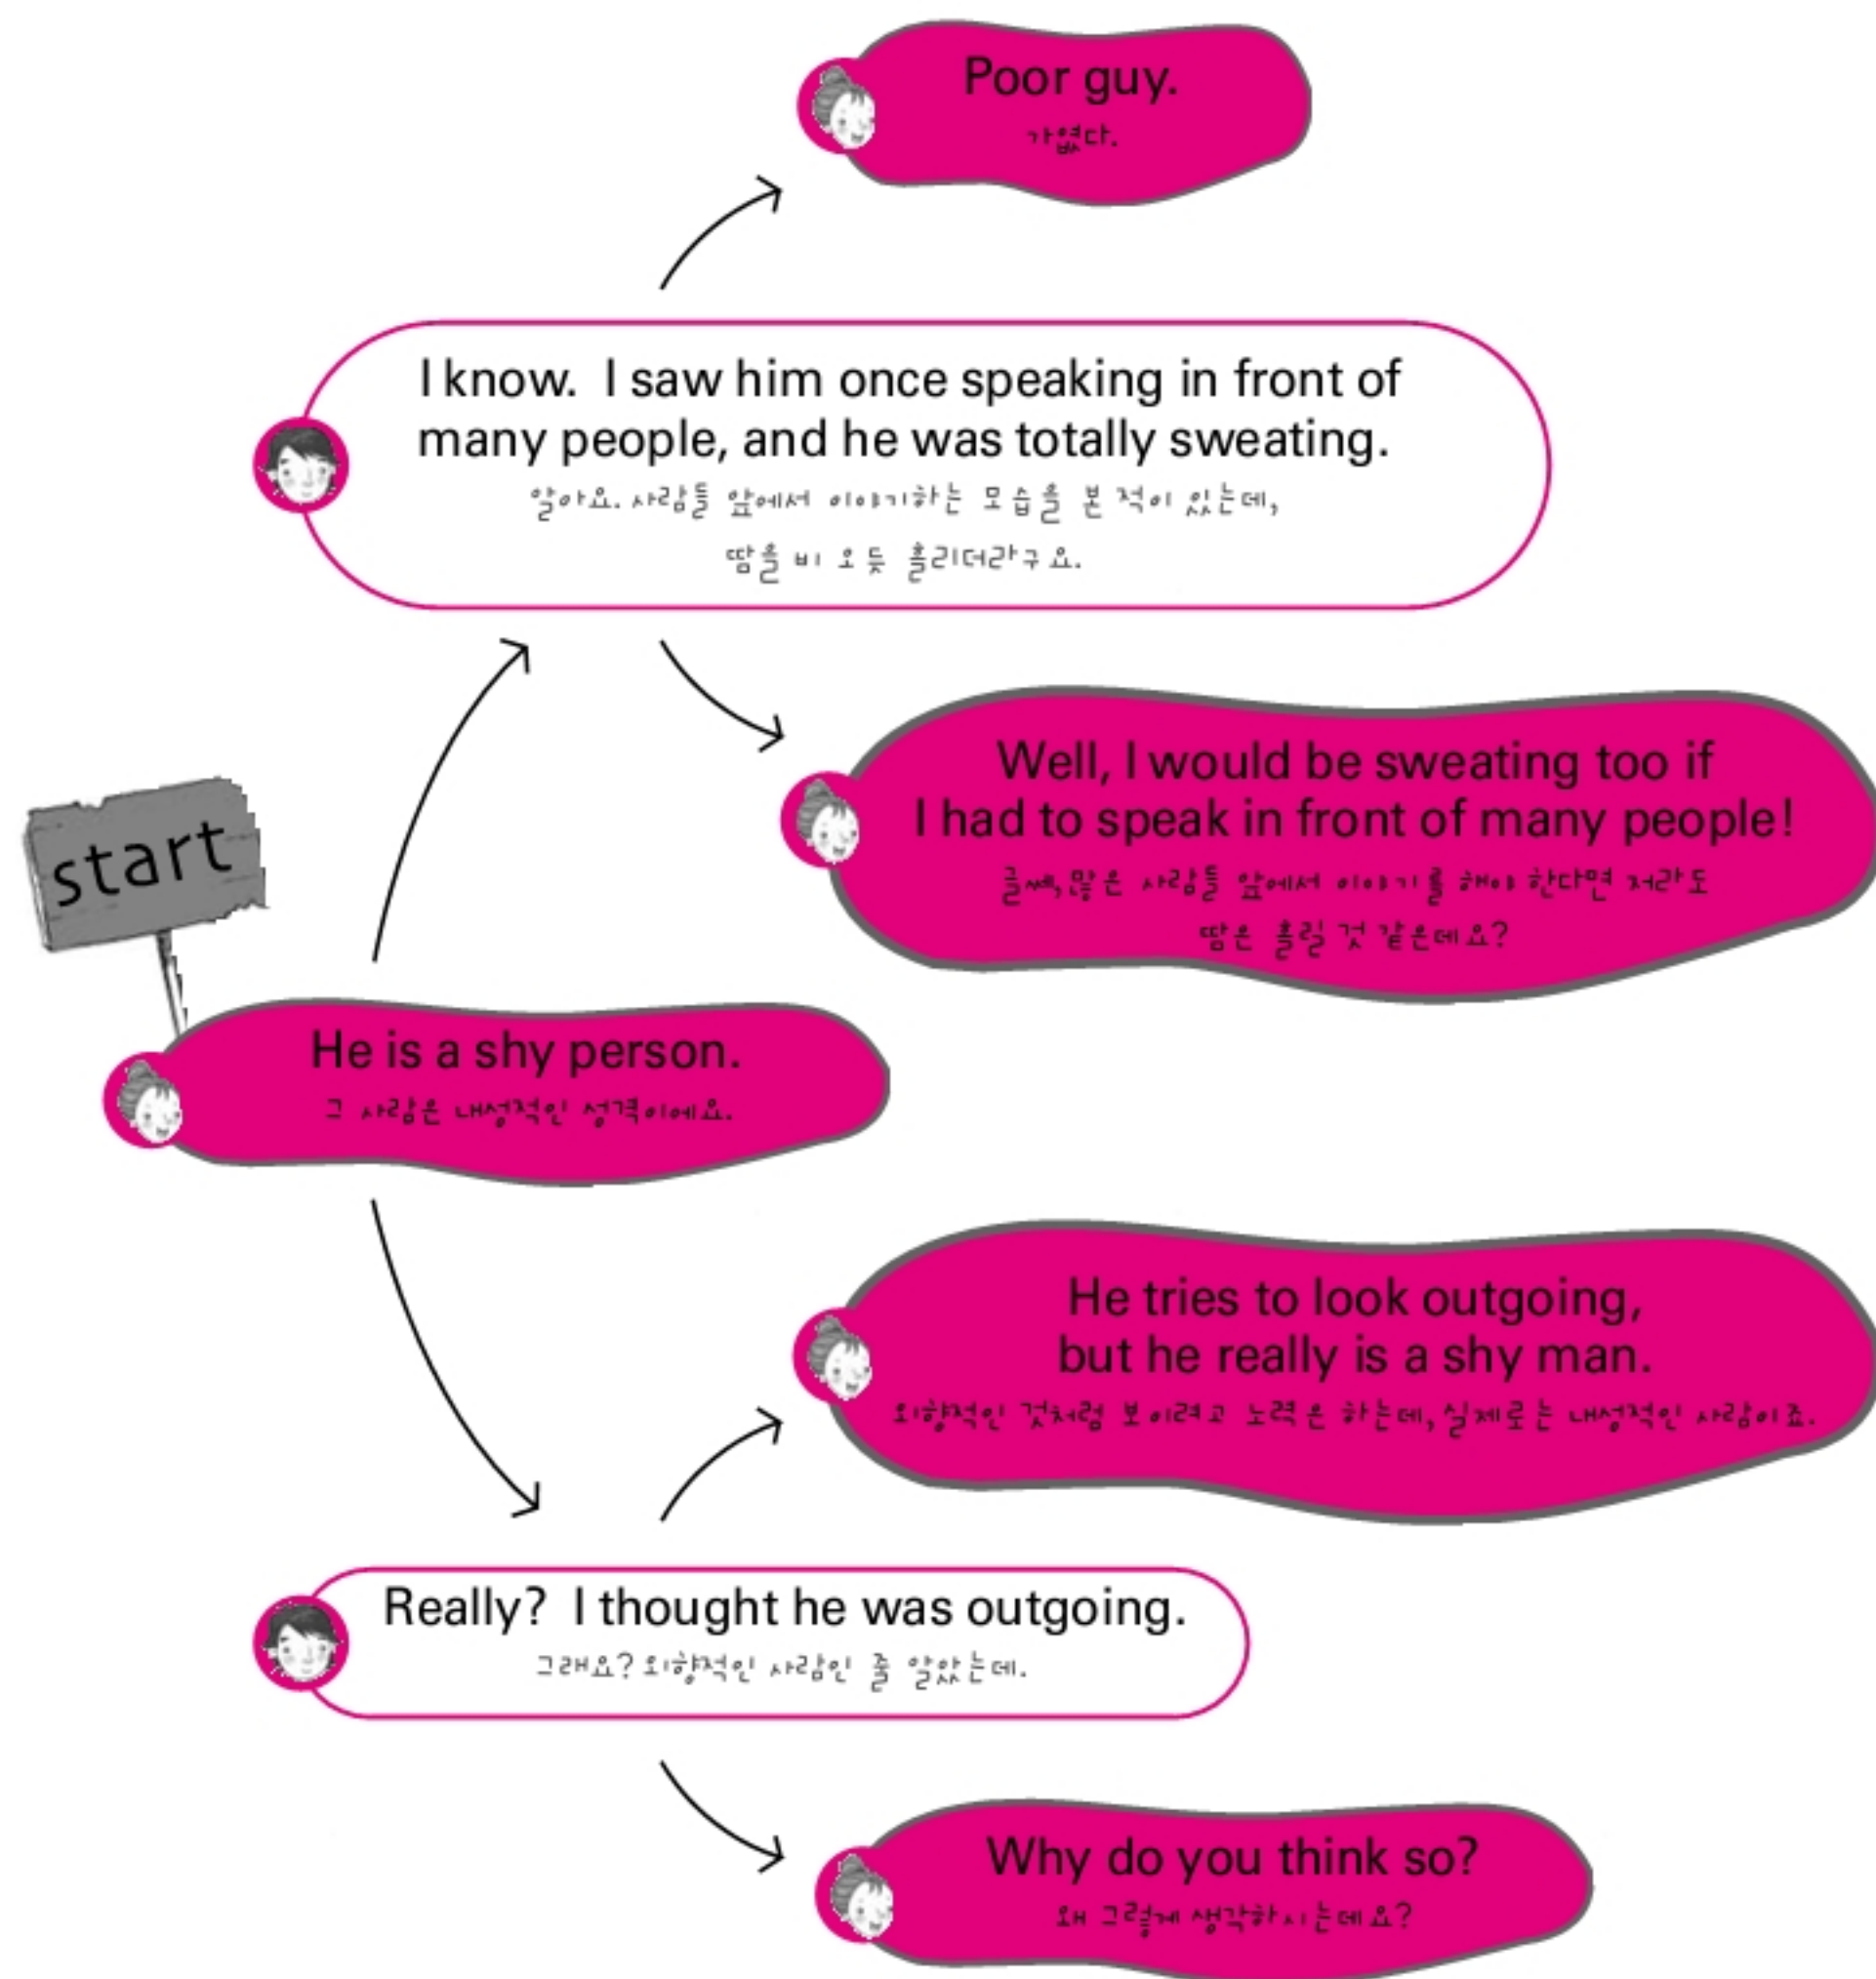 Poor guy.
가엾다.
I know. I saw him once speaking in front of
many people, and he was totally sweating.
알아요. 사람들 앞에서 이야기하는 모습을 본 적이 있는데,
땀을 비 오듯 흘리더라구요.
Well, I would be sweating too if
I had to speak in front of many people!
글쎄, 많은 사람들 앞에서 이야기를 해야 한다면 저라도
땀은 흘릴 것 같은데요?
start
He is a shy person.
그 사람은 내성적인 성격이에요.
He tries to look outgoing,
but he really is a shy man.
외향적인 것처럼 보이려고 노력은 하는데, 실제로는 내성적인 사람이죠.
Really? I thought he was outgoing.
그래요? 외향적인 사람인 줄 알았는데.
Why do you think so?
왜 그렇게 생각하시는데요?